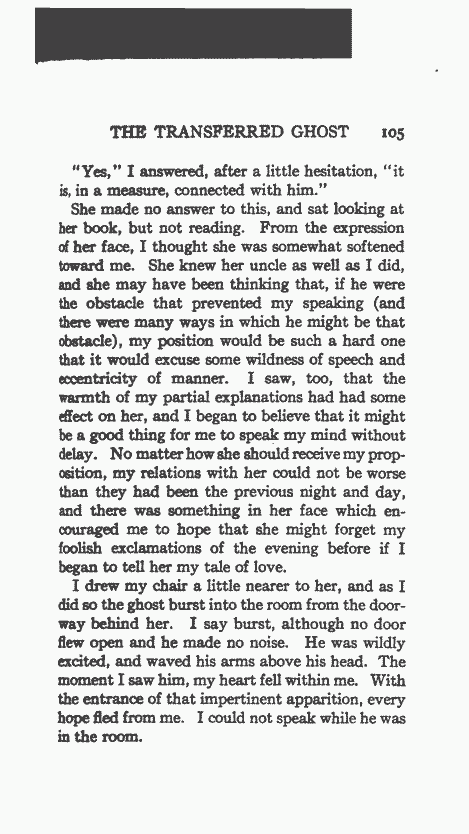 THE TRANSFERRED GHOST 105
"Yes," I answered, after a little hesitation, "it
is, in a measure, connected with him."
She made no answer to this, and sat looking at
her book, but not reading. From the expression
of her face, I thought she was somewhat softened
toward me. She knew her uncle as well as I did,
and she may have been thinking that, if he were
the obstacle that prevented my speaking (and
there were many ways in which he might be that
obstacle), my position would be such a hard one
that it would excuse some wildness of speech and
eccentricity of manner. I saw, too, that the
warmth of my partial explanations had had some
effect on her, and I began to believe that it might
be a good thing for me to speak my mind without
delay. No matter how she should receive my prop-
osition, my relations with her could not be worse
than they had been the previous night and day,
and there was something in her face which en-
couraged me to hope that she might forget my
foolish exclamations of the evening before if I
began to tell her my tale of love.
I drew my chair a little nearer to her, and as I
did so the ghost burst into the room from the door-
way behind her. I say burst, although no door
flew open and he made no noise. He was wildly
excited, and waved his arms above his head. The
moment I saw him, my heart fell within me. With
the entrance of that impertinent apparition, every
hope fled from me. I could not speak while he was
in the room.